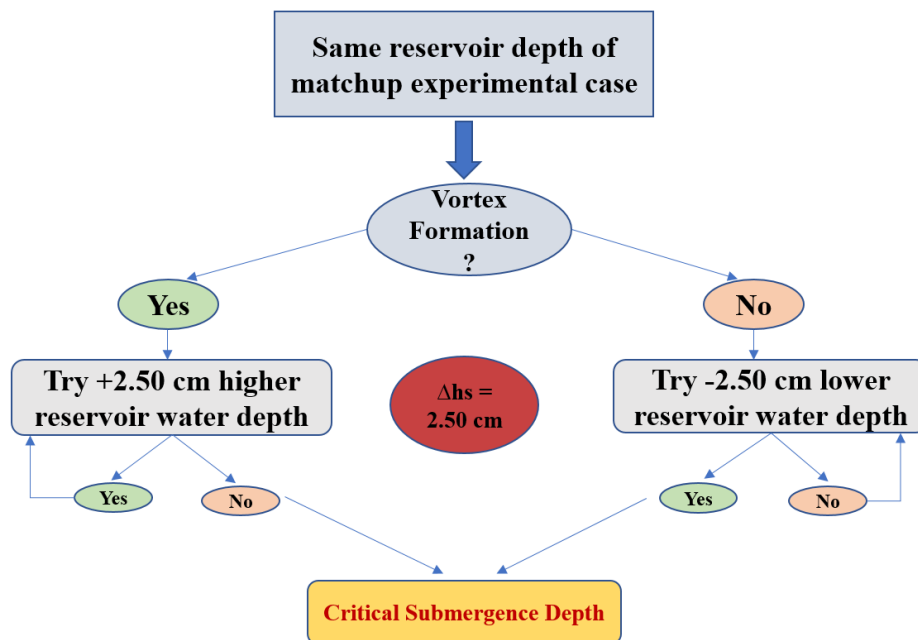 Same reservoir depth of
matchup experimental case
Vortex
Formation
?
Yes
No
Try +2.50 cm higher
reservoir water depth
Δhs =
2.50 cm
Try -2.50 cm lower
reservoir water depth
Yes
No
Yes
No
Critical Submergence Depth